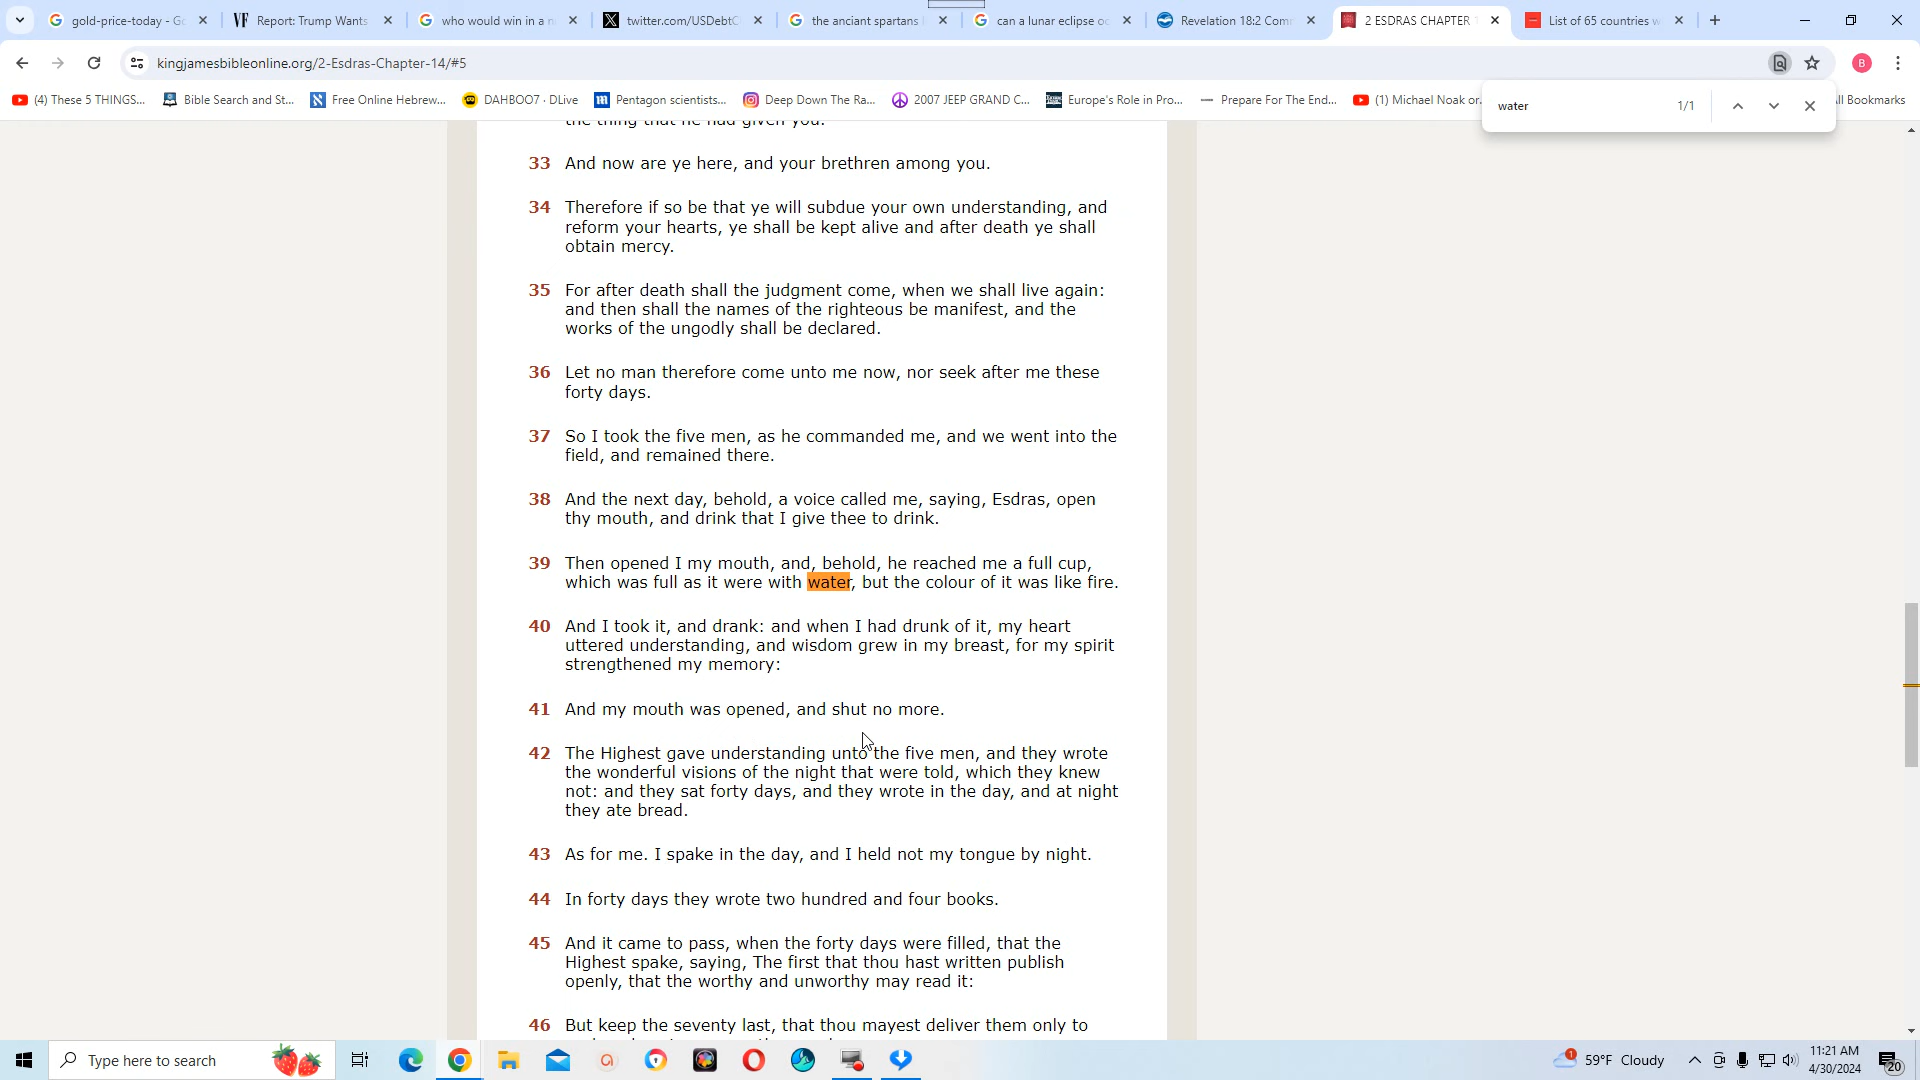 gold-price-today - Go
Report: Trump Wants
who would win in a n
twitter.com/USDebtC
the anciant spartans
can a lunar eclipse oc
Revelation 18:2 Com
2 ESDRAS CHAPTER
List of 65 countries w
kingjamesbibleonline.org/2-Esdras-Chapter-14/#5
B
(4) These 5 THINGS...
Bible Search and St...
Free Online Hebrew...
DAHBOO7 · DLive
Pentagon scientists...
Deep Down The Ra...
2007 JEEP GRAND C...
Europe's Role in Pro...
Prepare For The End...
(1) Michael Noak or.
ll Bookmarks
water
1/1
the thing that he had given you.
33 And now are ye here, and your brethren among you.
34 Therefore if so be that ye will subdue your own understanding, and
reform your hearts, ye shall be kept alive and after death ye shall
obtain mercy.
35 For after death shall the judgment come, when we shall live again:
and then shall the names of the righteous be manifest, and the
works of the ungodly shall be declared.
36 Let no man therefore come unto me now, nor seek after me these
forty days.
37 So I took the five men, as he commanded me, and we went into the
field, and remained there.
38 And the next day, behold, a voice called me, saying, Esdras, open
thy mouth, and drink that I give thee to drink.
39 Then opened I my mouth, and, behold, he reached me a full cup,
which was full as it were with water, but the colour of it was like fire.
40 And I took it, and drank: and when I had drunk of it, my heart
uttered understanding, and wisdom grew in my breast, for my spirit
strengthened my memory:
41 And my mouth was opened, and shut no more.
42 The Highest gave understanding unto the five men, and they wrote
the wonderful visions of the night that were told, which they knew
not: and they sat forty days, and they wrote in the day, and at night
they ate bread.
43 As for me. I spake in the day, and I held not my tongue by night.
44 In forty days they wrote two hundred and four books.
45 And it came to pass, when the forty days were filled, that the
Highest spake, saying, The first that thou hast written publish
openly, that the worthy and unworthy may read it:
46 But keep the seventy last, that thou mayest deliver them only to
Type here to search
59°F Cloudy
11:21 AM
4/30/2024
20